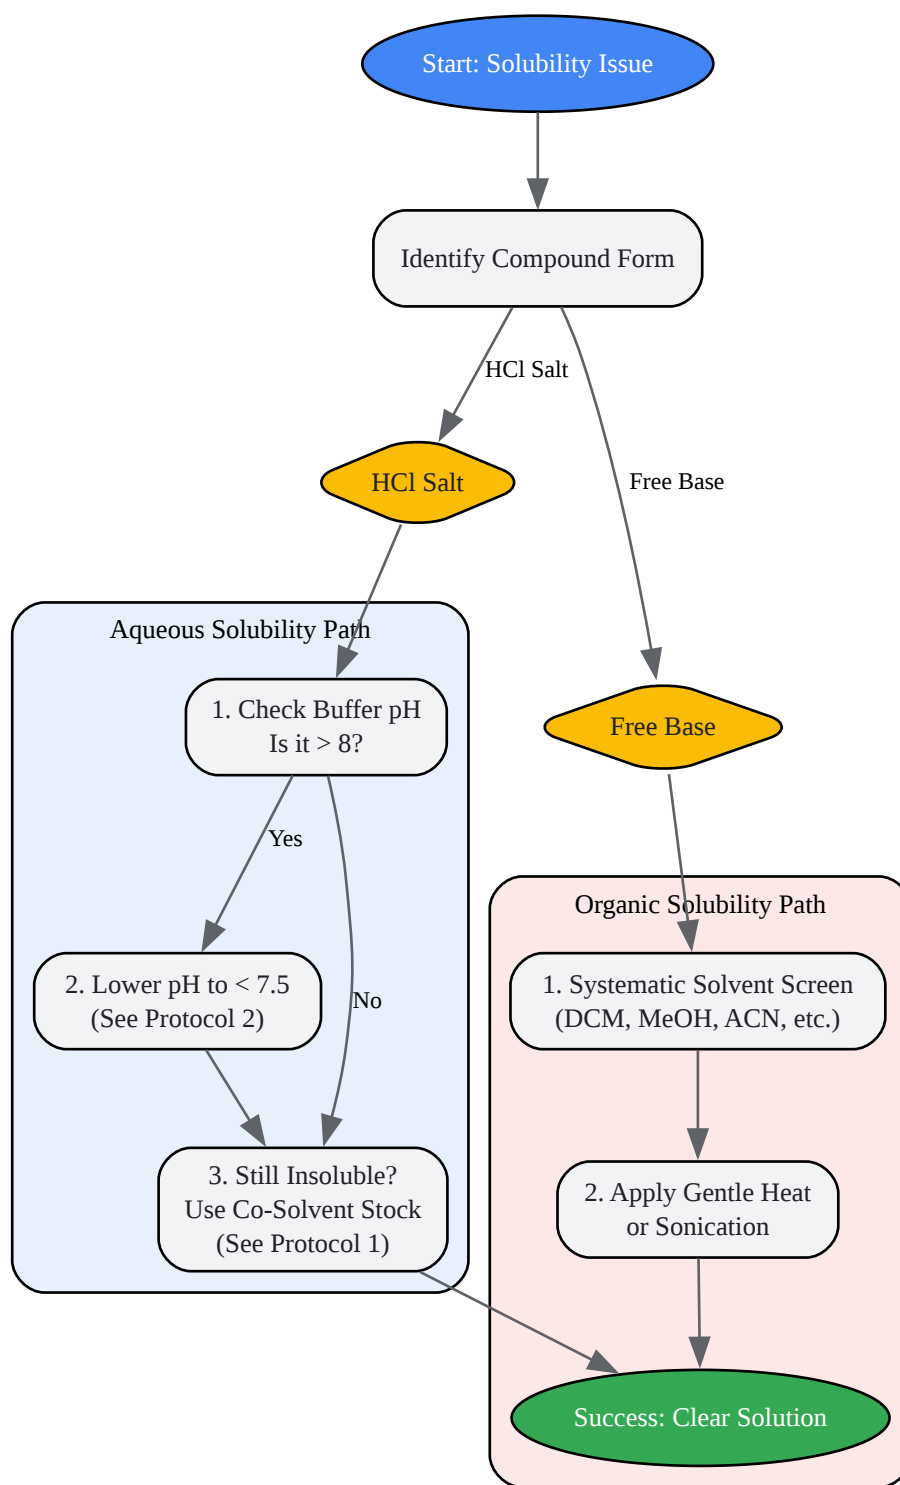 Start: Solubility Issue
Identify Compound Form
HCl Salt
Free Base
HCl Salt
Free Base
Aqueous Solubility Path
1. Check Buffer pH
Is it > 8?
Yes
No
2. Lower pH to < 7.5
(See Protocol 2)
3. Still Insoluble?
Use Co-Solvent Stock
(See Protocol 1)
Organic Solubility Path
1. Systematic Solvent Screen
(DCM, MeOH, ACN, etc.)
2. Apply Gentle Heat
or Sonication
Success: Clear Solution